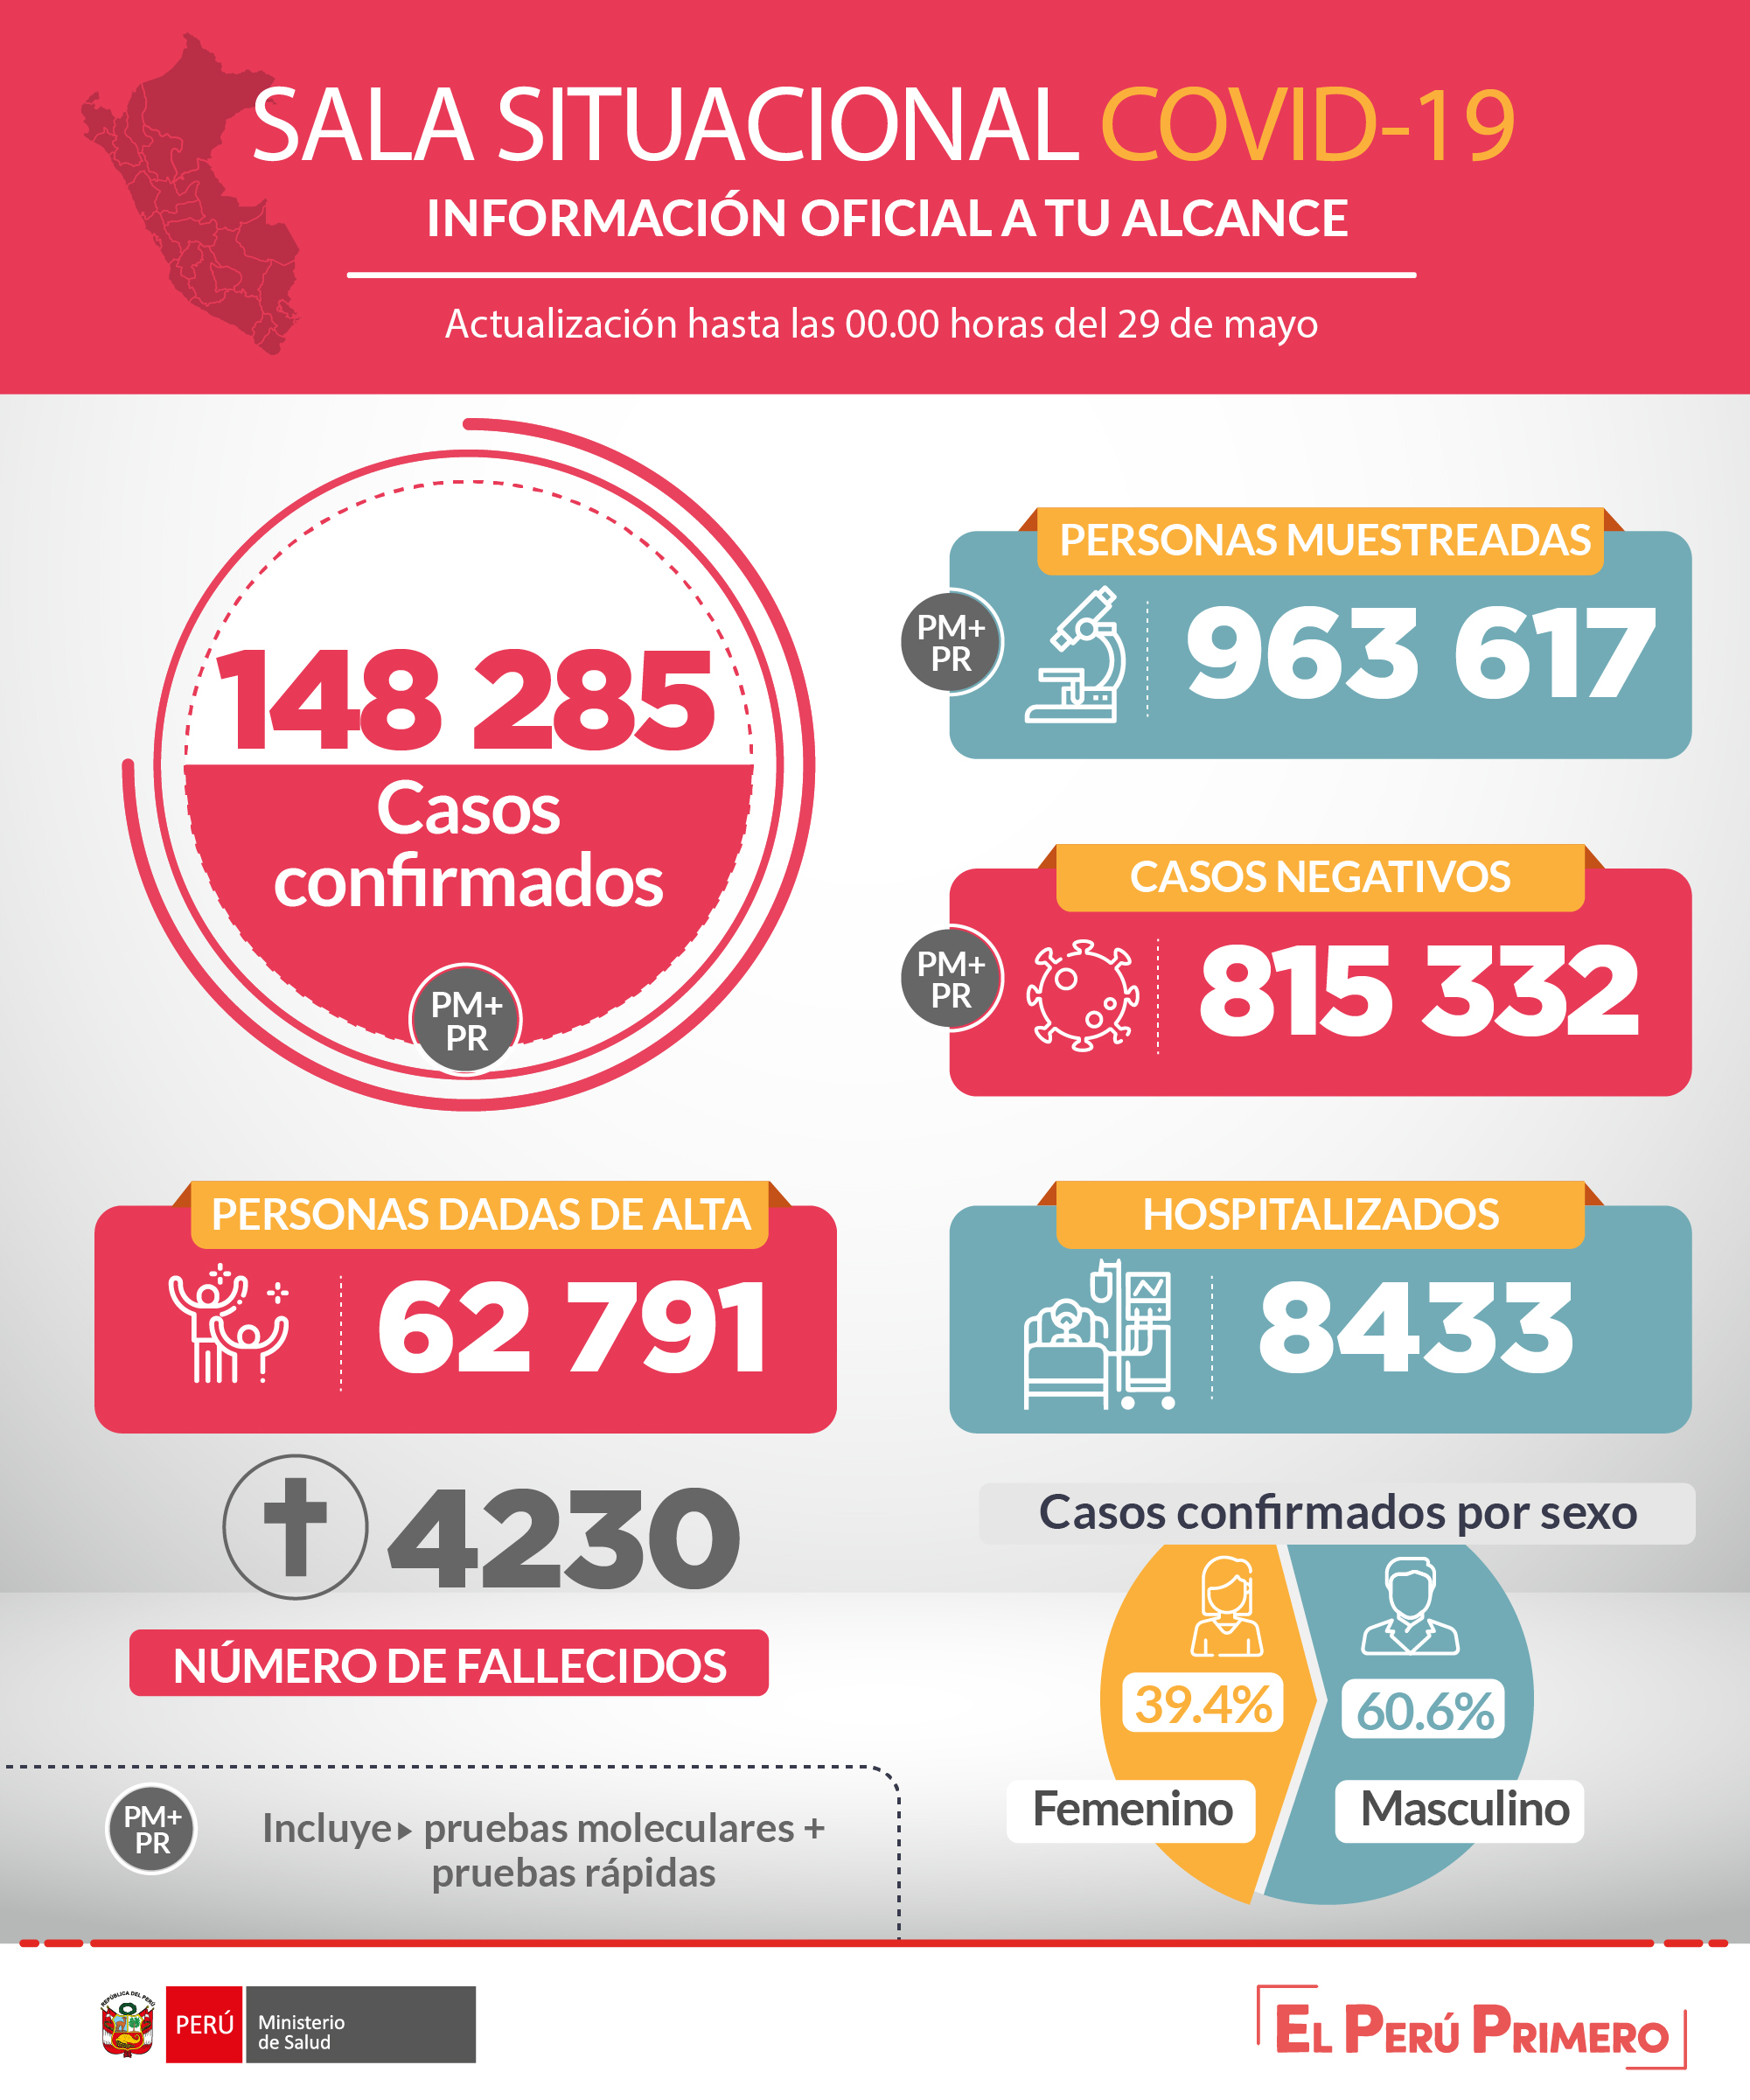 SALA SITUACIONAL COVID-19
INFORMACIÓN OFICIAL A TU ALCANCE
Actualización hasta las 00.00 horas del 29 de mayo
148 285
Casos
confirmados
PM+
PR
PERSONAS MUESTREADAS
PM+
PR
963 617
CASOS NEGATIVOS
PM+
PR
815 332
PERSONAS DADAS DE ALTA
62 791
HOSPITALIZADOS
8433
4230
NÚMERO DE FALLECIDOS
Casos confirmados por sexo
39.4%
60.6%
Femenino
Masculino
PM+
PR
Incluye pruebas moleculares +
pruebas rápidas
REPÚBLICA DEL PERÚ
PERÚ
Ministerio
de Salud
EL PERÚ PRIMERO